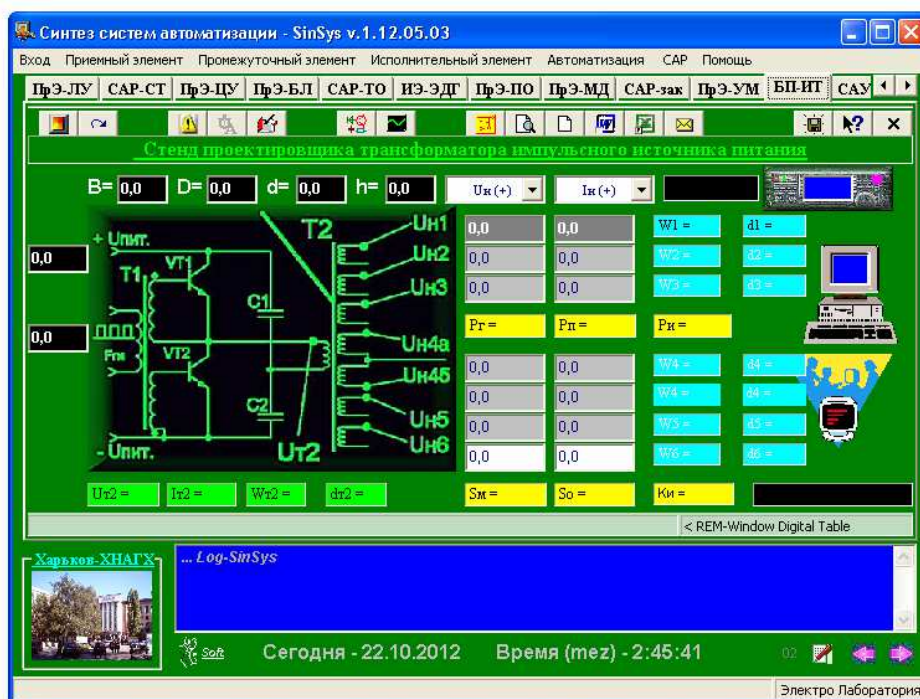 Синтез систем автоматизации - SinSys v.1.12.05.03
Вход Приемный элемент Промежуточный элемент Исполнительный элемент Автоматизация САР Помощь
ПрЭ-ЛУ САР-СТ ПрЭ-ЦУ ПрЭ-БЛ САР-ТО ИЭ-ЭДГ ПрЭ-ПО ПрЭ-МД САР-зак ПрЭ-УМ БП-ИТ САУ
Стенд проектировщика трансформатора импульсного источника питания
B= 0,0 D= 0,0 d= 0,0 h= 0,0 Uн (+) Iн (+)
+ Uпит. T2 Uн1 0,0 0,0 W1 = d1 =
0,0 VT1 Uн2 0,0 0,0 W2 = d2 =
T1 C1 Uн3 0,0 0,0 W3 = d3 =
0,0 VT2 Uн4а Pг = Pп = Pи =
Uн4б 0,0 0,0 W4 = d4 =
C2 0,0 0,0 W4 = d4 =
Uн5 0,0 0,0 W5 = d5 =
- Uпит. Uт2 Uн6 0,0 0,0 W6 = d6 =
Uт2 = Iт2 = Wт2 = dт2 = Sм = So = Kи =
< REM-Window Digital Table
Харьков-ХНАГХ ... Log-SinSys
Soft Сегодня - 22.10.2012 Время (mez) - 2:45:41 02
Электро Лаборатория